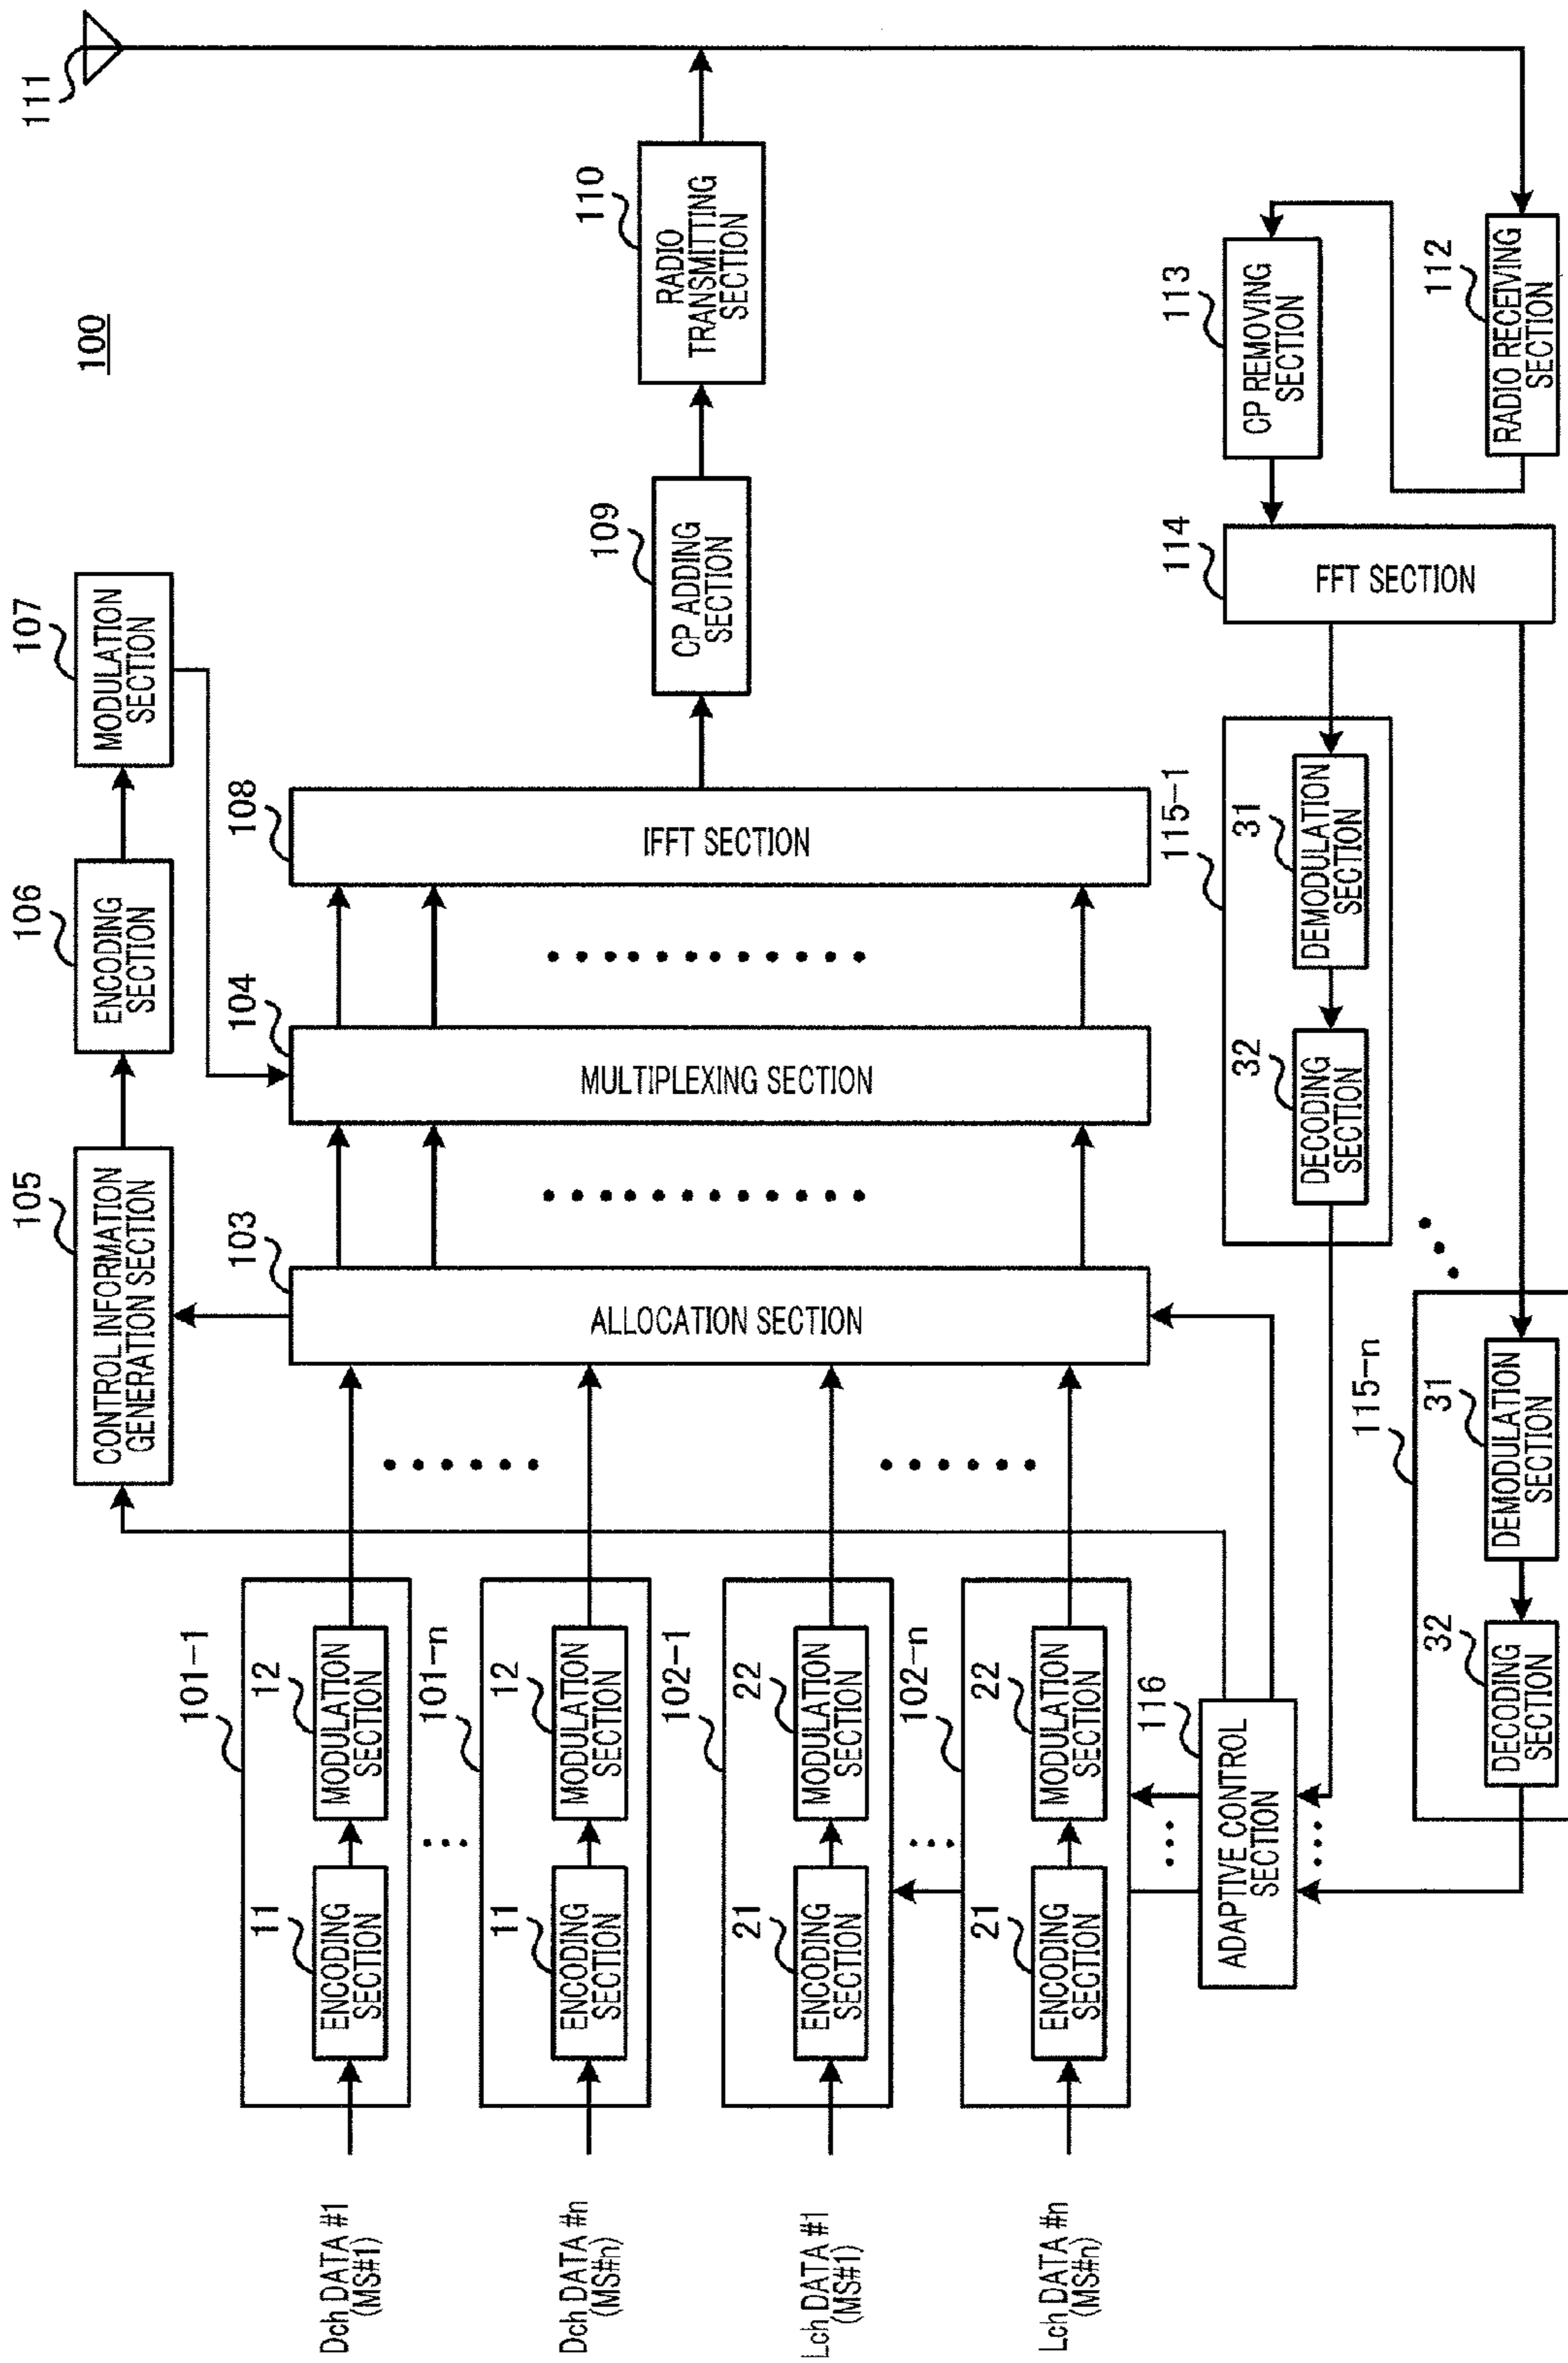 100
111
105
CONTROL INFORMATION
GENERATION SECTION
106
ENCODING
SECTION
107
MODULATION
SECTION
101-1
11
ENCODING
SECTION
12
MODULATION
SECTION
Dch DATA #1
(MS#1)
101-n
11
ENCODING
SECTION
12
MODULATION
SECTION
Dch DATA #n
(MS#n)
102-1
21
ENCODING
SECTION
22
MODULATION
SECTION
Lch DATA #1
(MS#1)
102-n
21
ENCODING
SECTION
22
MODULATION
SECTION
Lch DATA #n
(MS#n)
103
ALLOCATION SECTION
104
MULTIPLEXING SECTION
108
IFFT SECTION
109
CP ADDING
SECTION
110
RADIO
TRANSMITTING
SECTION
116
ADAPTIVE CONTROL
SECTION
115-1
32
DECODING
SECTION
31
DEMODULATION
SECTION
114
FFT SECTION
113
CP REMOVING
SECTION
112
RADIO RECEIVING
SECTION
115-n
32
DECODING
SECTION
31
DEMODULATION
SECTION